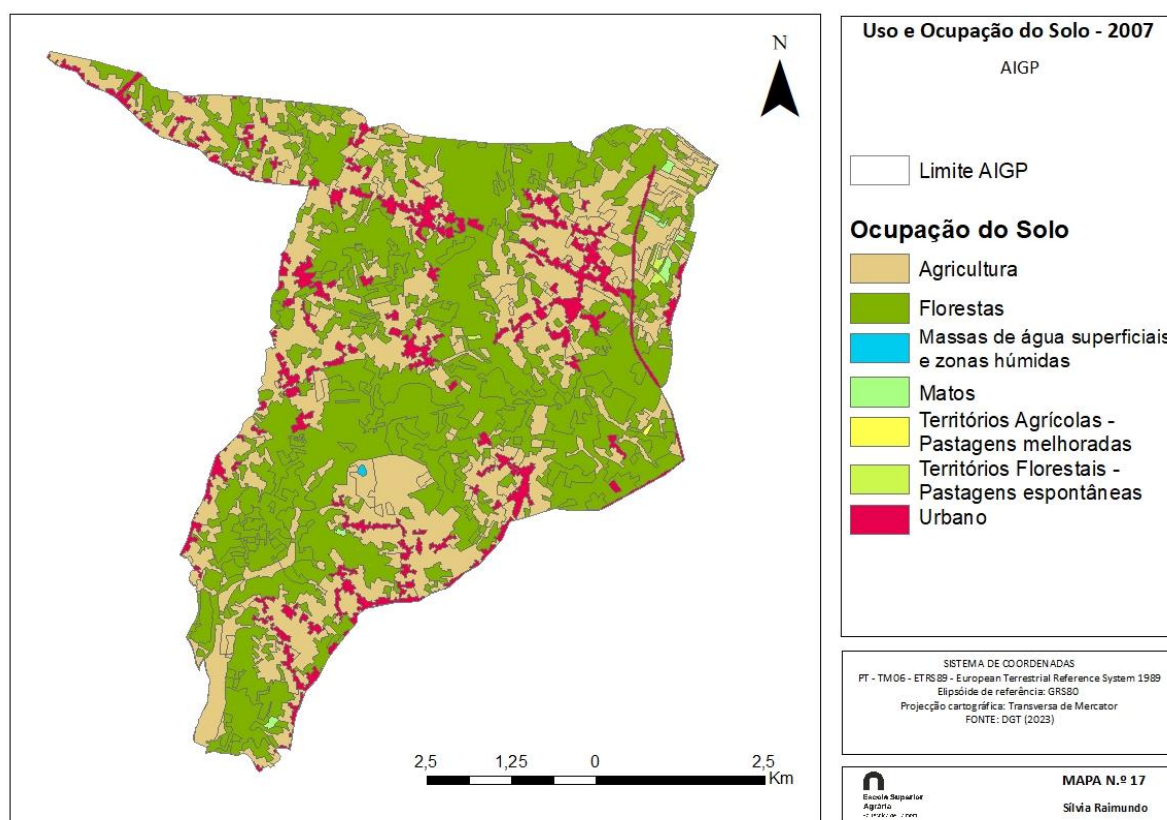 Uso e Ocupação do Solo - 2007
AIGP
N
Limite AIGP
Ocupação do Solo
Agricultura
Florestas
Massas de água superficiais
e zonas húmidas
Matos
Territórios Agrícolas -
Pastagens melhoradas
Territórios Florestais -
Pastagens espontâneas
Urbano
2,5 1,25 0 2,5
Km
SISTEMA DE COORDENADAS
PT - TM06 - ETRS89 - European Terrestrial Reference System 1989
Elipsóide de referência: GRS80
Projecção cartográfica: Transversa de Mercator
FONTE: DGT (2023)
Escola Superior
Agrária
MAPA N.º 17
Sílvia Raimundo